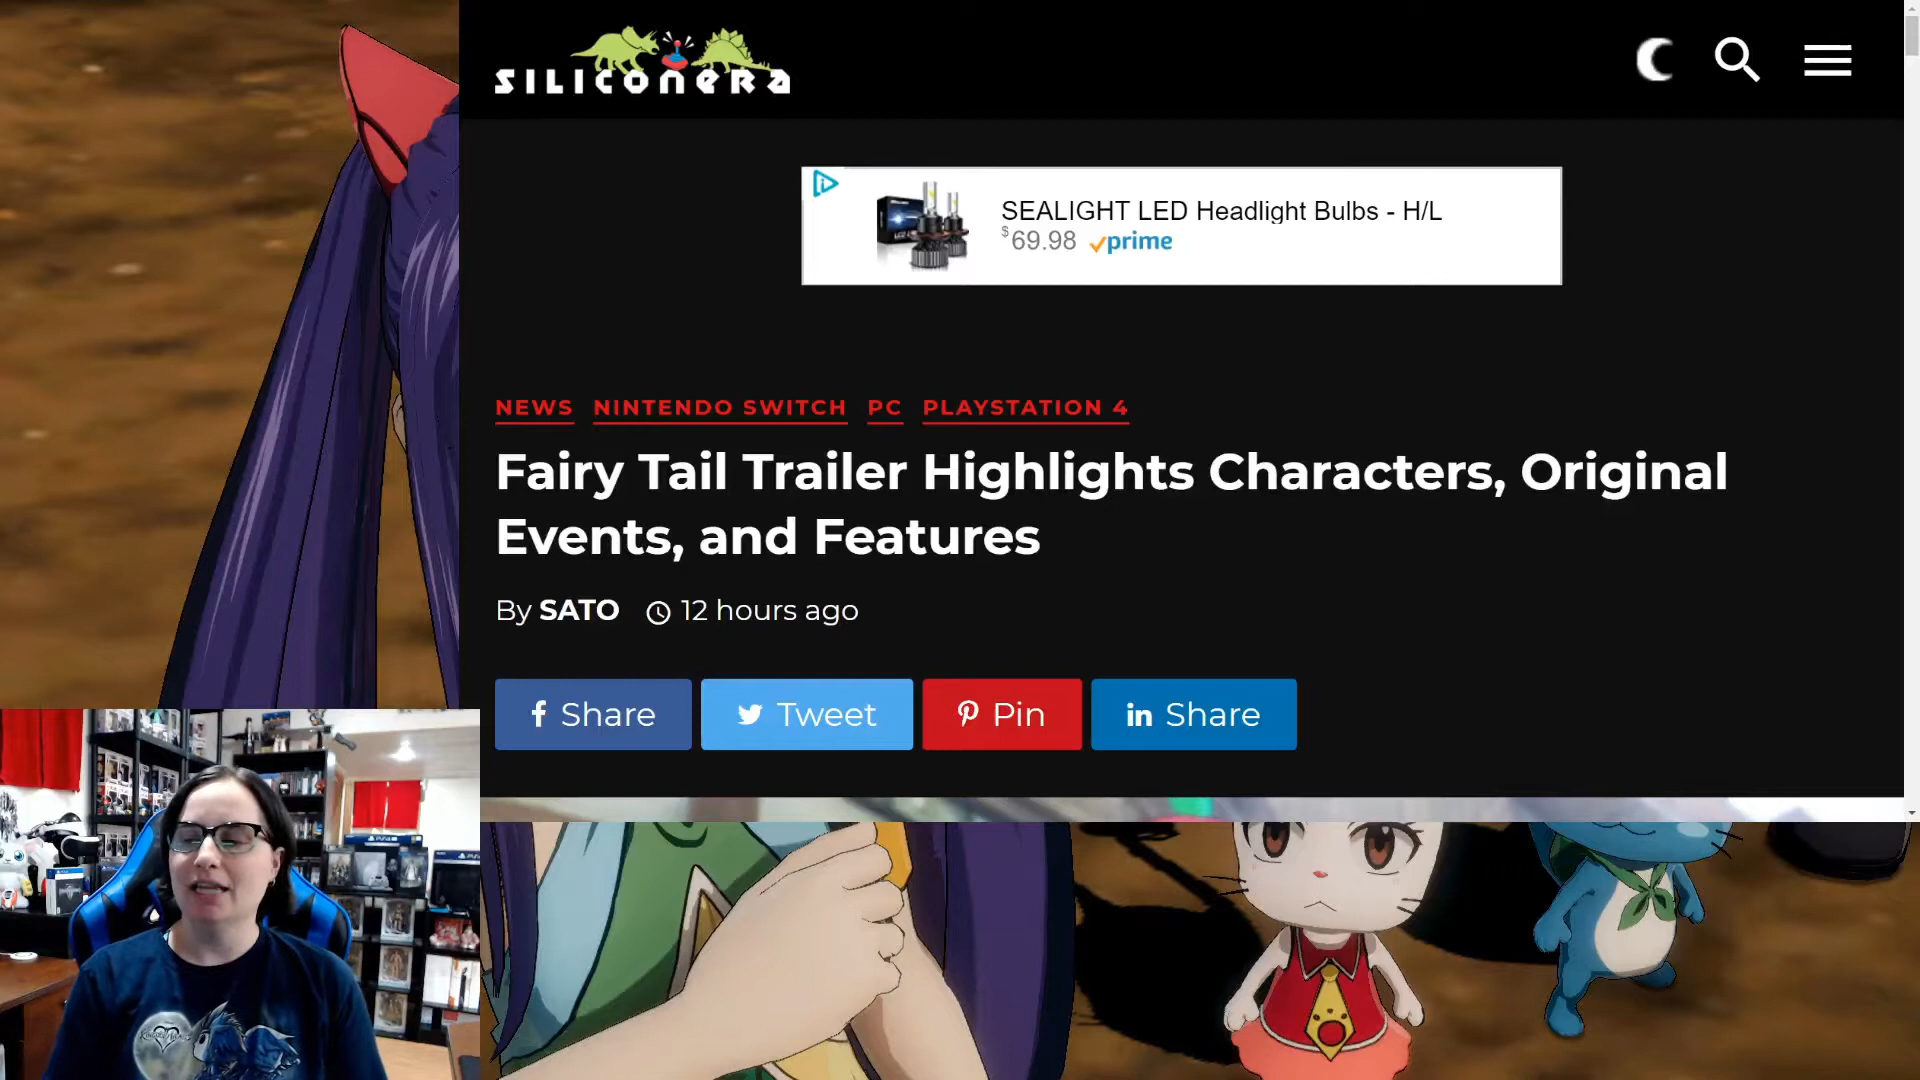 SILICONERA
SEALIGHT LED Headlight Bulbs - H/L
$69.98 prime
NEWS NINTENDO SWITCH PC PLAYSTATION 4
Fairy Tail Trailer Highlights Characters, Original
Events, and Features
By SATO 12 hours ago
f Share Tweet Pin in Share